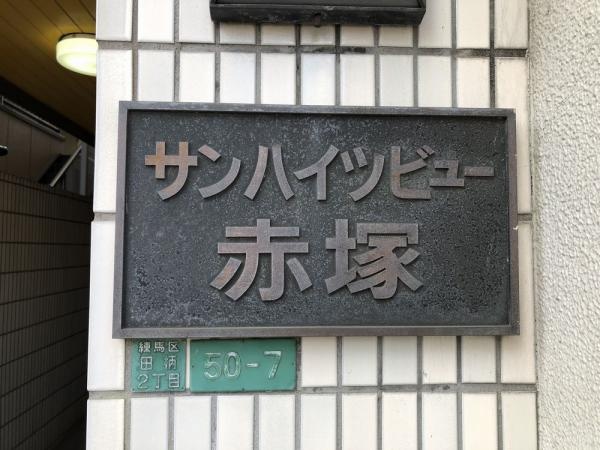 サンハイツビュー
赤塚
練馬区
田柄
2丁目
50-7